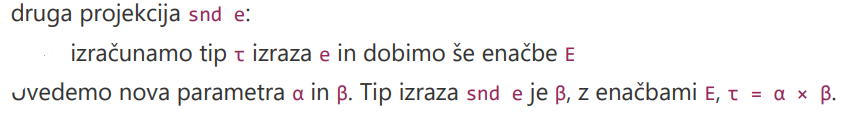 druga projekcija snd e:
izračunamo tip τ izraza e in dobimo še enačbe E
Uvedemo nova parametra α in β. Tip izraza snd e je β, z enačbami E, τ = α × β.